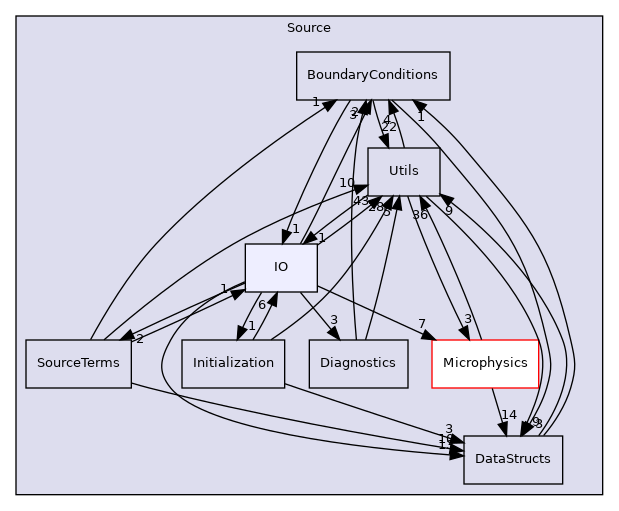 Source
BoundaryConditions
1
2
3
4
22
1
Utils
10
43
28
5
36
9
1
1
IO
1
6
2
1
3
7
3
SourceTerms
Initialization
Diagnostics
Microphysics
14
9
3
3
DataStructs